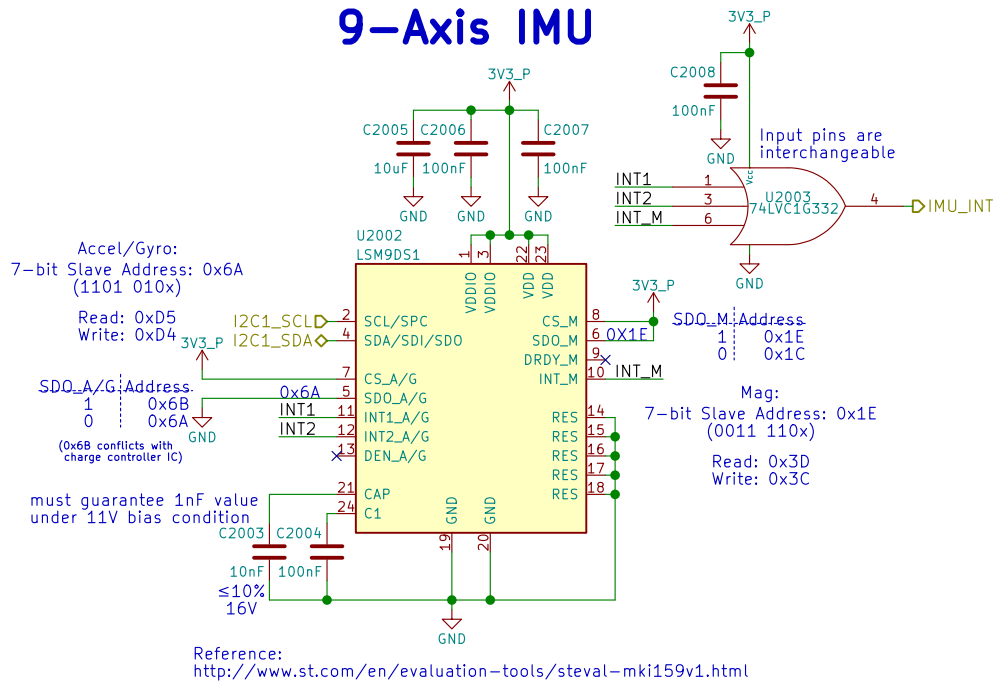 9-Axis IMU
3V3_P
C2008
100nF
GND
Input pins are
interchangeable
3V3_P
C2005
C2006
C2007
10uF
100nF
100nF
GND
GND
GND
INT1
INT2
INT_M
1
3
6
Vcc
U2003
74LVC1G332
4
IMU_INT
GND
U2002
LSM9DS1
1
3
22
23
VDDIO
VDDIO
VDD
VDD
Accel/Gyro:
7-bit Slave Address: 0x6A
(1101 010x)
Read: 0xD5
Write: 0xD4
I2C1_SCL
2
SCL/SPC
I2C1_SDA
4
SDA/SDI/SDO
3V3_P
7
CS_A/G
0x6A
5
SDO_A/G
GND
INT1
11
INT1_A/G
INT2
12
INT2_A/G
13
DEN_A/G
21
CAP
24
C1
SDO_A/G Address
1 0x6B
0 0x6A
(0x6B conflicts with
charge controller IC)
must guarantee 1nF value
under 11V bias condition
C2003
C2004
10nF
100nF
≤10%
16V
3V3_P
CS_M
8
SDO_M
6
0X1E
DRDY_M
9
INT_M
10
INT_M
RES
14
RES
15
RES
16
RES
17
RES
18
GND
GND
19
20
GND
SDO_M Address
1 0x1E
0 0x1C
Mag:
7-bit Slave Address: 0x1E
(0011 110x)
Read: 0x3D
Write: 0x3C
Reference:
http://www.st.com/en/evaluation-tools/steval-mki159v1.html